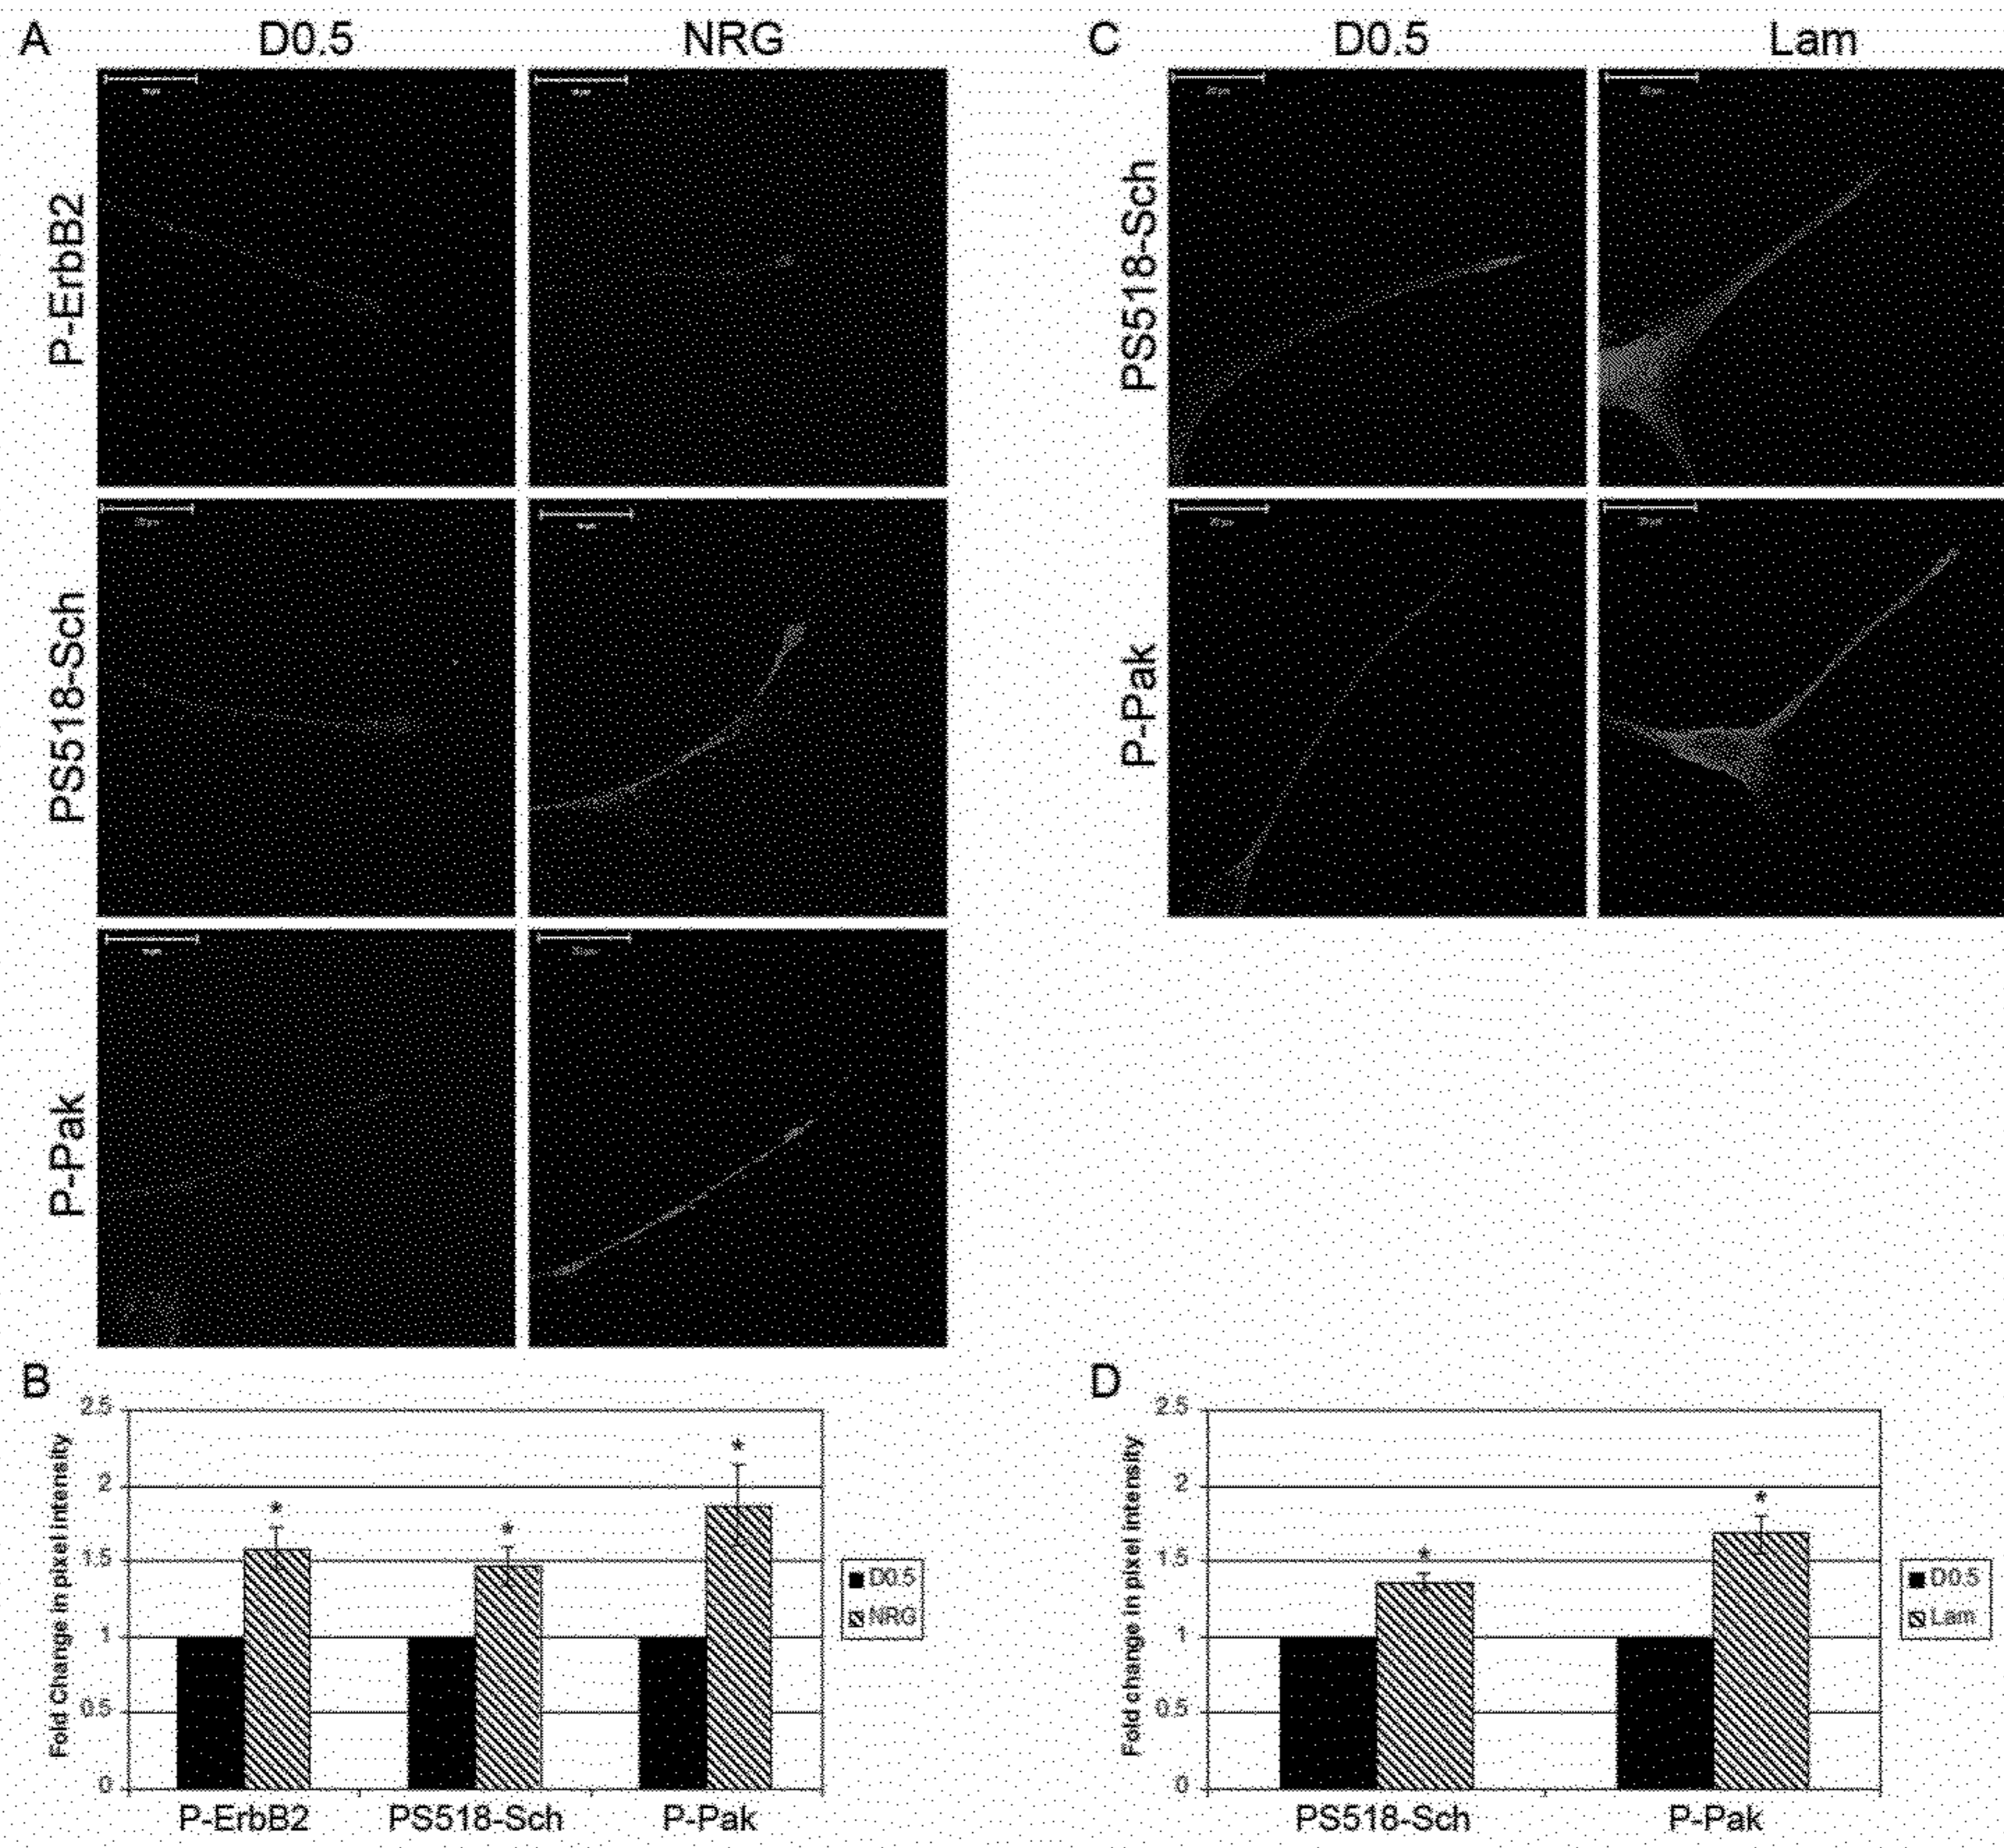 A
D0.5
NRG
P-ErbB2
PS518-Sch
P-Pak
C
D0.5
Lam
PS518-Sch
P-Pak
B
Fold Change in pixel intensity
2.5
2
1.5
1
0.5
0
P-ErbB2
PS518-Sch
P-Pak
*
*
*
D0.5
NRG
D
Fold change in pixel intensity
2.5
2
1.5
1
0.5
0
PS518-Sch
P-Pak
*
*
D0.5
Lam